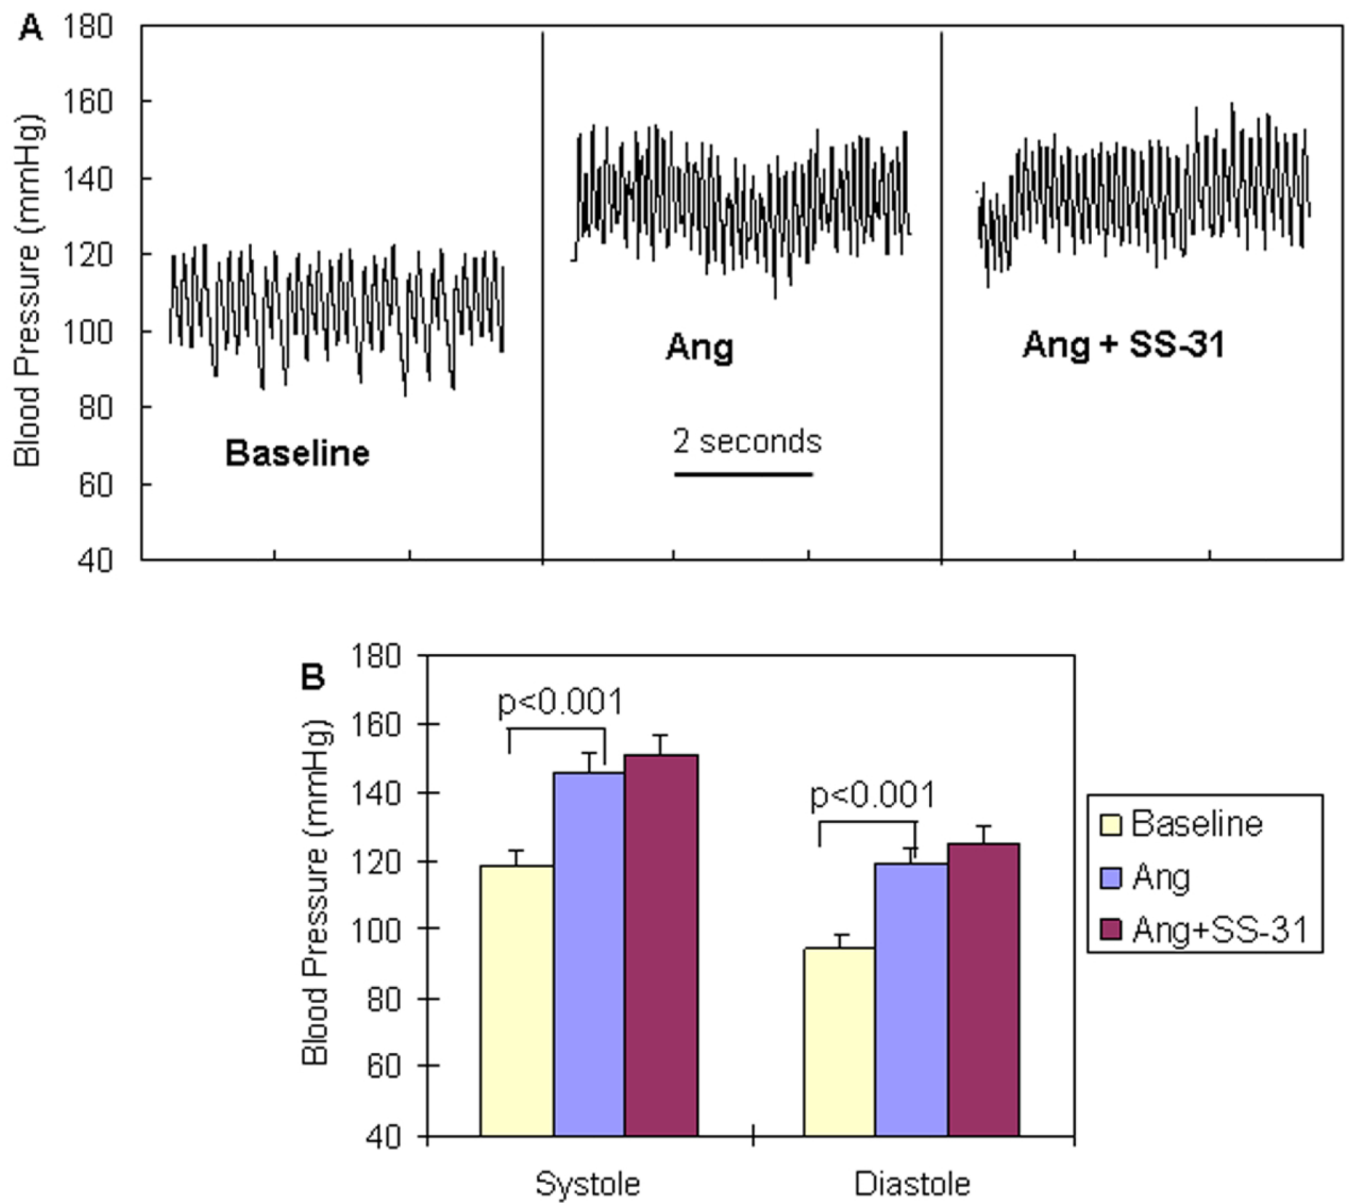 A
Blood Pressure (mmHg)
180
160
140
120
100
80
60
40
Baseline
Ang
2 seconds
Ang + SS-31
B
Blood Pressure (mmHg)
180
160
140
120
100
80
60
40
p<0.001
p<0.001
Systole
Diastole
Baseline
Ang
Ang+SS-31